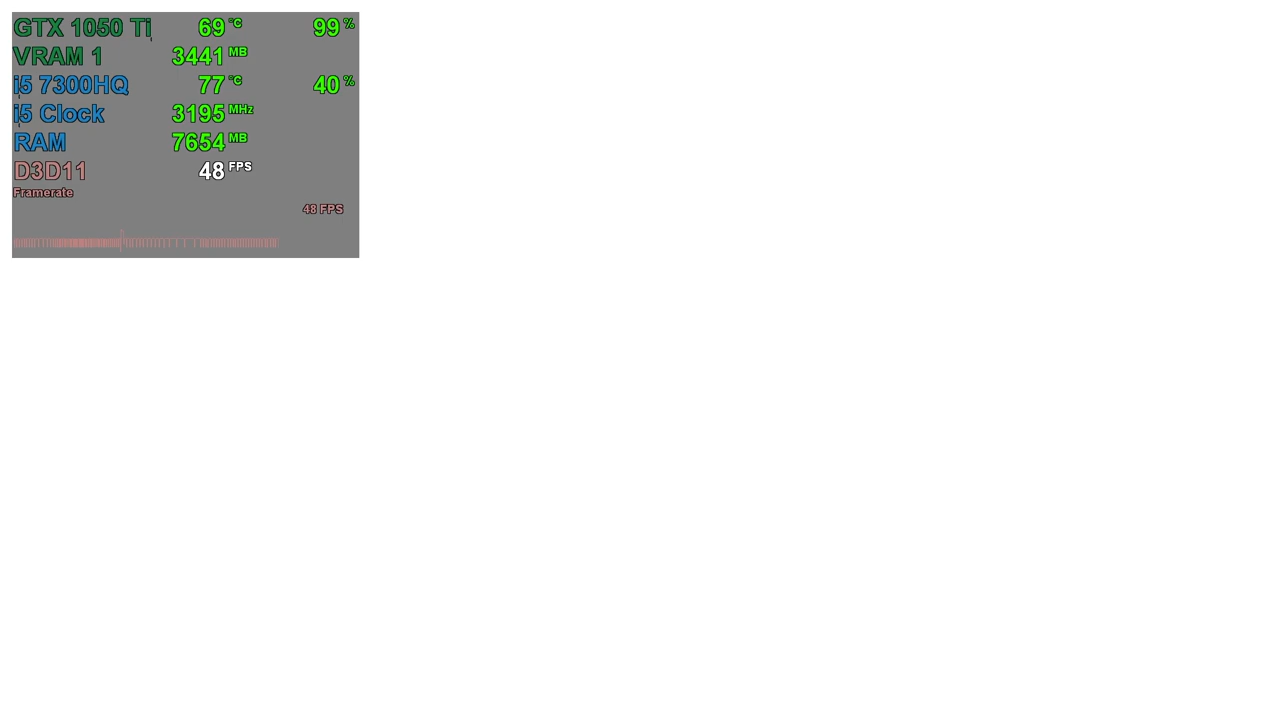 GTX 1050 Ti 69 °C 99 %
VRAM 1 3441 MB
i5 7300HQ 77 °C 40 %
i5 Clock 3195 MHz
RAM 7654 MB
D3D11 48 FPS
Framerate
48 FPS